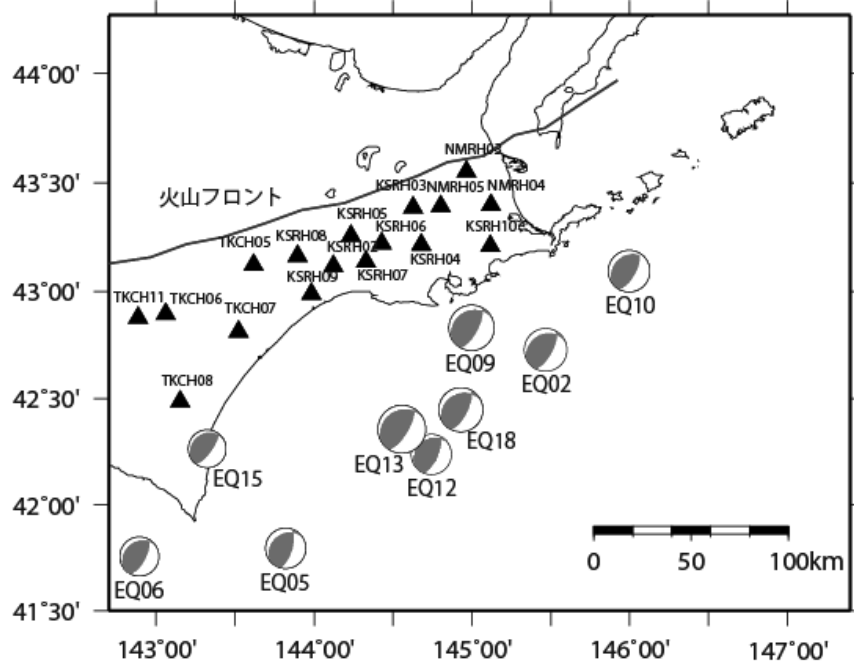 44°00'
NMRH03
43°30'
KSRH03 NMRH05 NMRH04
火山フロント
KSRH05
KSRH06
KSRH10
TKCH05
KSRH08
KSRH02
KSRH04
KSRH07
KSRH09
43°00'
TKCH11
TKCH06
TKCH07
EQ10
EQ09
EQ02
TKCH08
42°30'
EQ18
EQ13
EQ12
EQ15
42°00'
0 50 100km
EQ06
EQ05
41°30'
143°00' 144°00' 145°00' 146°00' 147°00'